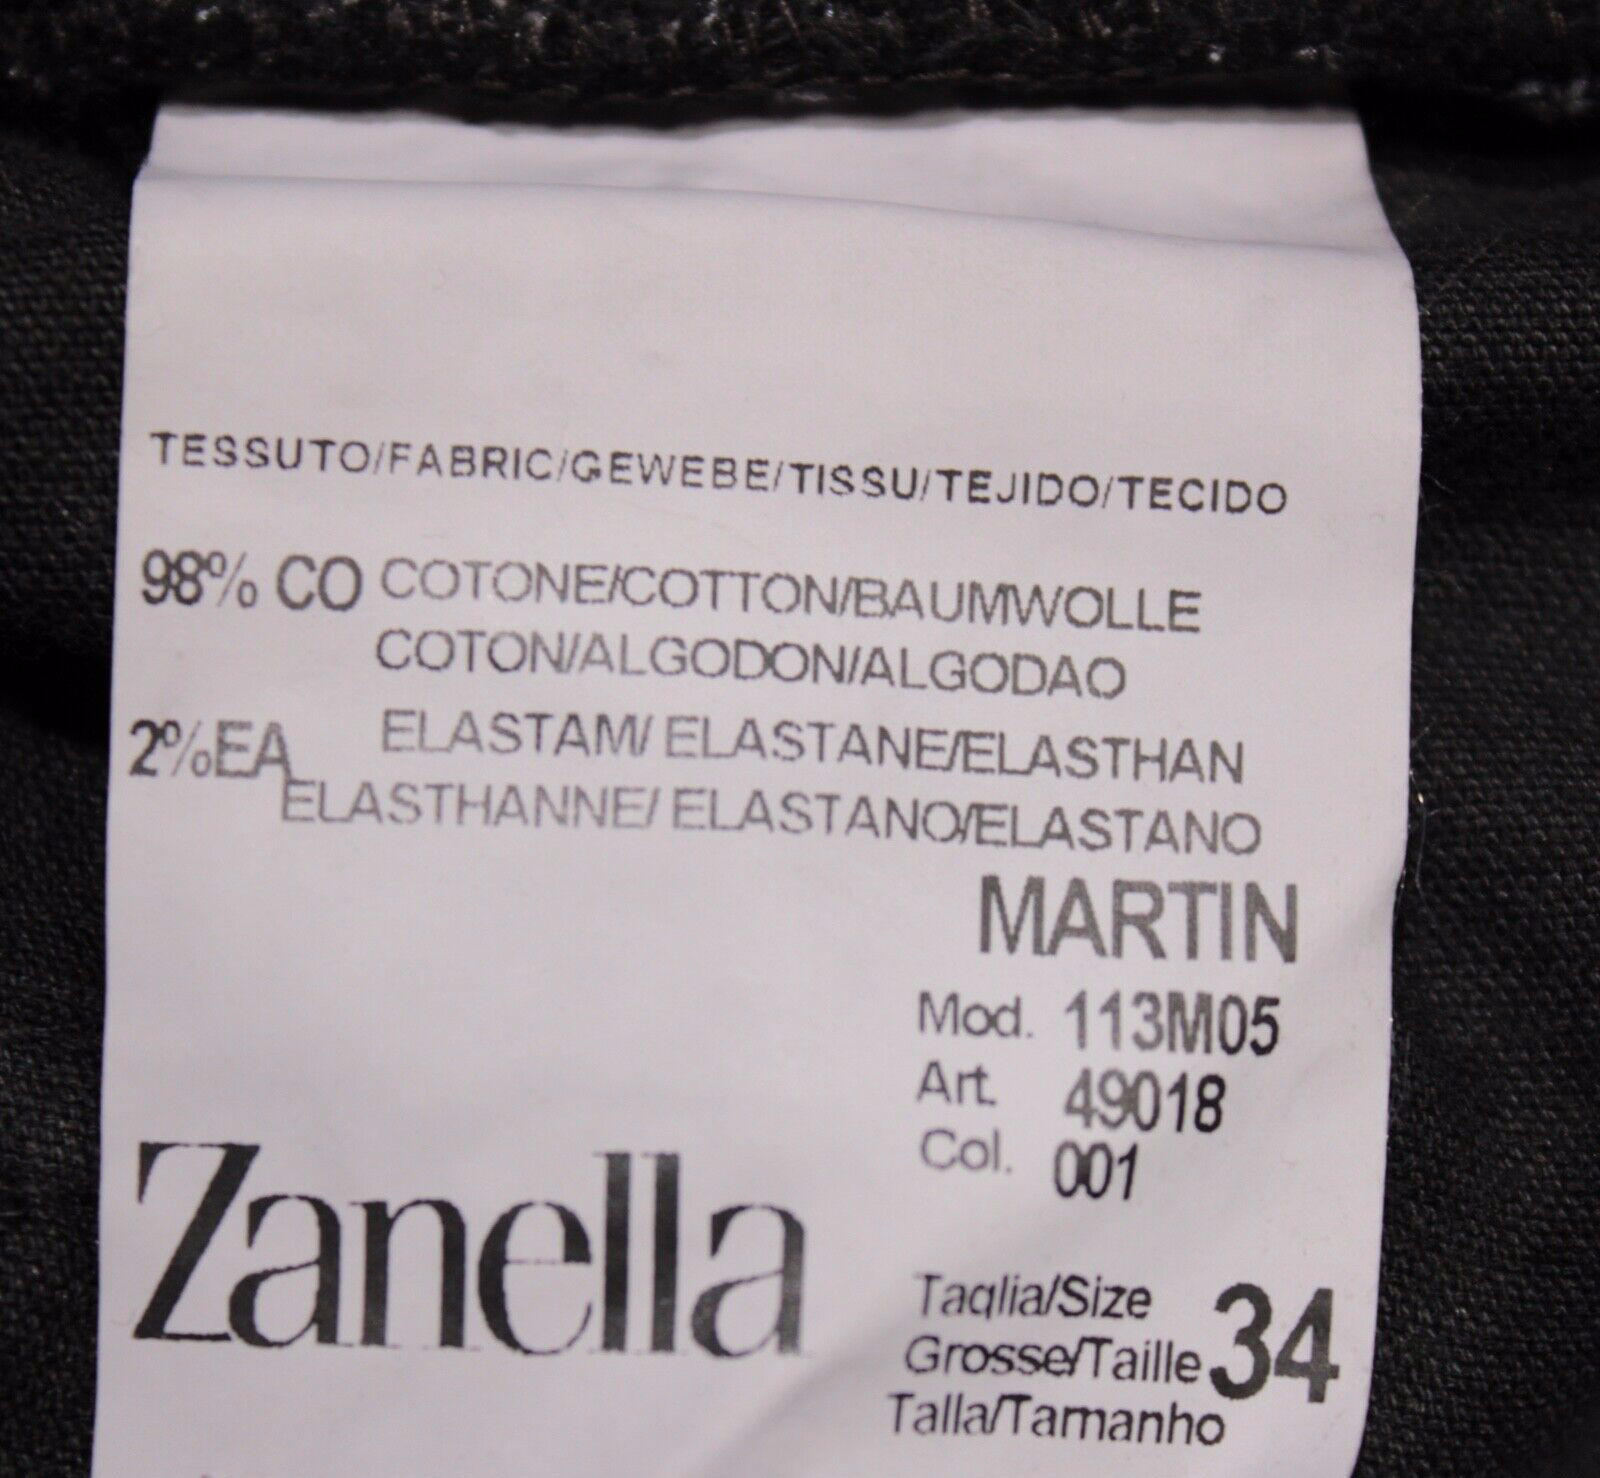 TESSUTO/FABRIC/GEWEBE/TISSU/TEJIDO/TECIDO
98% CO COTONE/COTTON/BAUMWOLLE
COTON/ALGODON/ALGODAO
2%EA ELASTAM/ ELASTANE/ELASTHAN
ELASTHANNE/ ELASTANO/ELASTANO
MARTIN
Mod. 113M05
Art. 49018
Col. 001
Zanella
Taglia/Size
Grosse/Taille 34
Talla/Tamanho